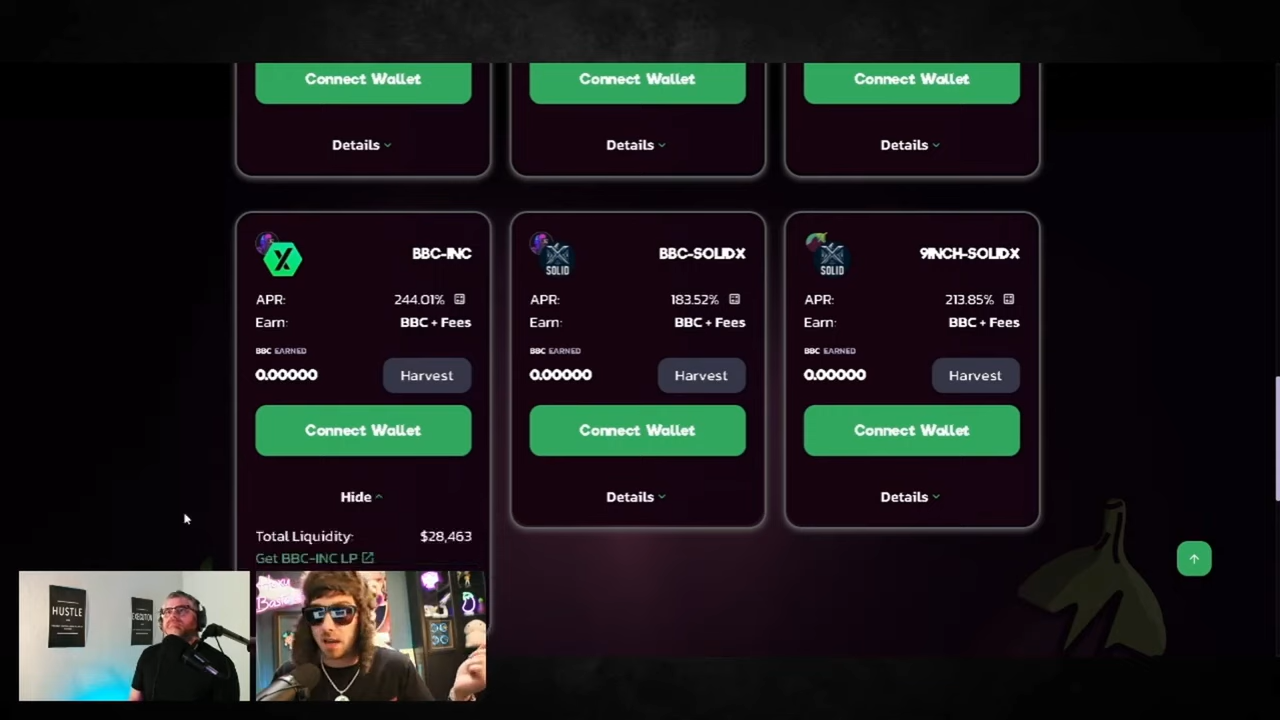 Connect Wallet
Connect Wallet
Connect Wallet
Details
Details
Details
BBC-INC
APR:
244.01%
Earn:
BBC + Fees
BBC EARNED
0.00000
Harvest
Connect Wallet
Hide
Total Liquidity:
$28,463
Get BBC-INC LP
SOLID
BBC-SOLIDX
APR:
183.52%
Earn:
BBC + Fees
BBC EARNED
0.00000
Harvest
Connect Wallet
Details
SOLID
9INCH-SOLIDX
APR:
213.85%
Earn:
BBC + Fees
BBC EARNED
0.00000
Harvest
Connect Wallet
Details
HUSTLE
EXECUTION